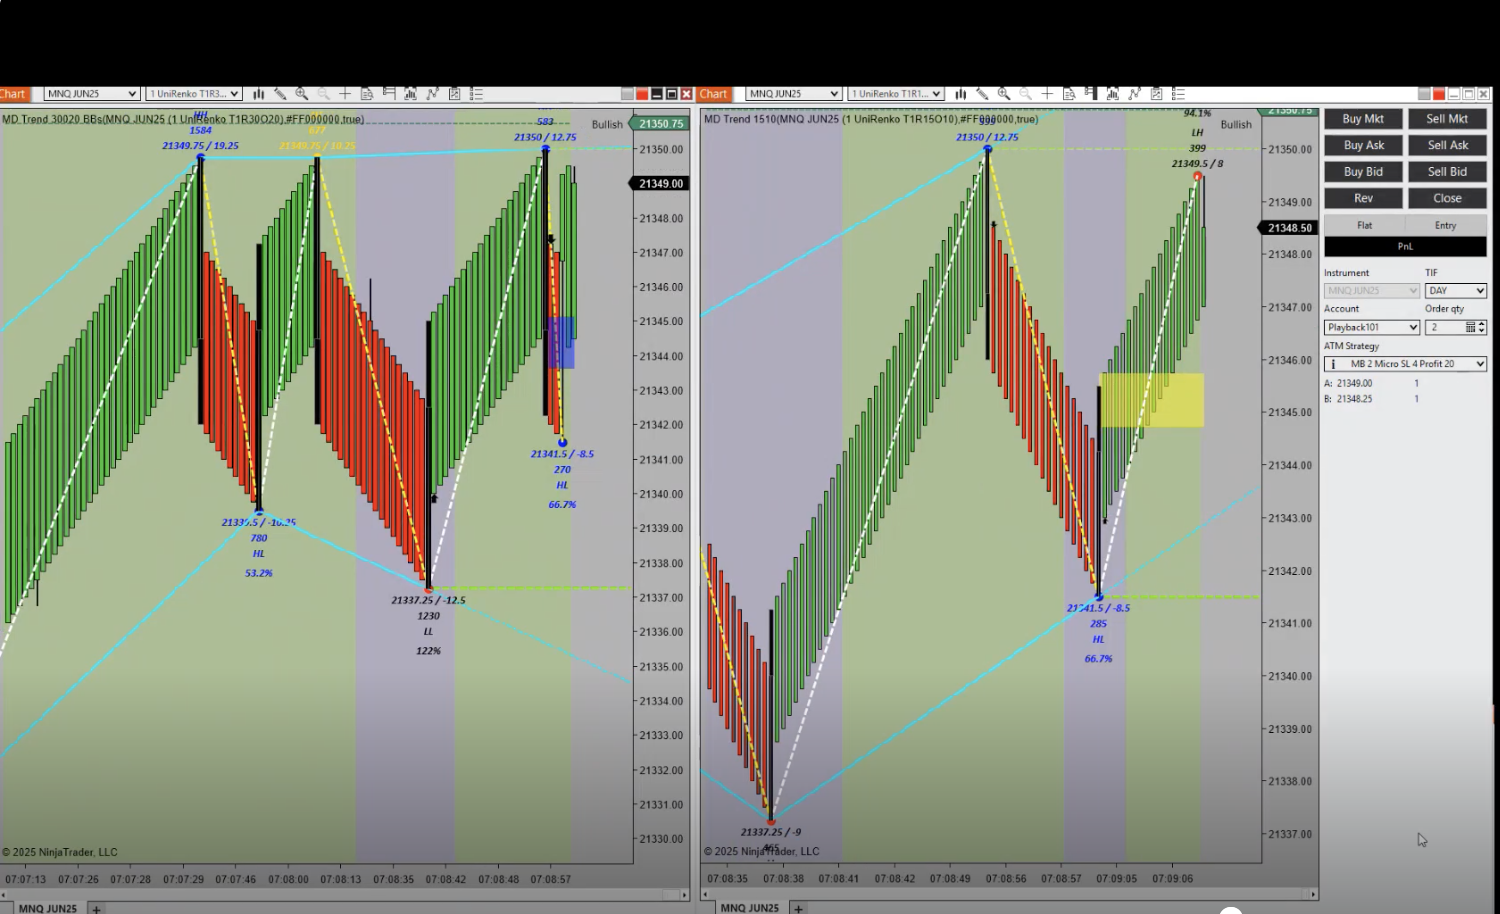 Chart
MNQ JUN25
1 UniRenko T1R3...
MD Trend 30020 BBs(MNQ JUN25 (1 UniRenko T1R30O20),#FF000000,true)
Bullish
21350.75
HH
1584
21349.75 / 19.25
627
21349.75 / 10.25
583
21350 / 12.75
21350.00
21349.00
21348.00
21347.00
21346.00
21345.00
21344.00
21343.00
21342.00
21341.00
21340.00
21339.00
21338.00
21337.00
21336.00
21335.00
21334.00
21333.00
21332.00
21331.00
21330.00
21339.5 / -10.25
780
HL
53.2%
21337.25 / -12.5
1230
LL
122%
21341.5 / -8.5
270
HL
66.7%
© 2025 NinjaTrader, LLC
07:07:13 07:07:26 07:07:28 07:07:29 07:07:46 07:08:00 07:08:13 07:08:35 07:08:42 07:08:48 07:08:57
MNQ JUN25 +
Chart
MNQ JUN25
1 UniRenko T1R1...
MD Trend 1510(MNQ JUN25 (1 UniRenko T1R15O10),#FF000000,true)
Bullish
21350.75
21350 / 12.75
94.1%
LH
399
21349.5 / 8
21350.00
21349.00
21348.50
21348.00
21347.00
21346.00
21345.00
21344.00
21343.00
21342.00
21341.00
21340.00
21339.00
21338.00
21337.00
21341.5 / -8.5
285
HL
66.7%
21337.25 / -9
© 2025 NinjaTrader, LLC
07:08:35 07:08:38 07:08:41 07:08:42 07:08:49 07:08:56 07:08:57 07:09:05 07:09:06
MNQ JUN25 +
Buy Mkt Sell Mkt
Buy Ask Sell Ask
Buy Bid Sell Bid
Rev Close
Flat Entry
PnL
Instrument TIF
MNQ JUN25 DAY
Account Order qty
Playback101 2
ATM Strategy
MB 2 Micro SL 4 Profit 20
A: 21349.00 1
B: 21348.25 1